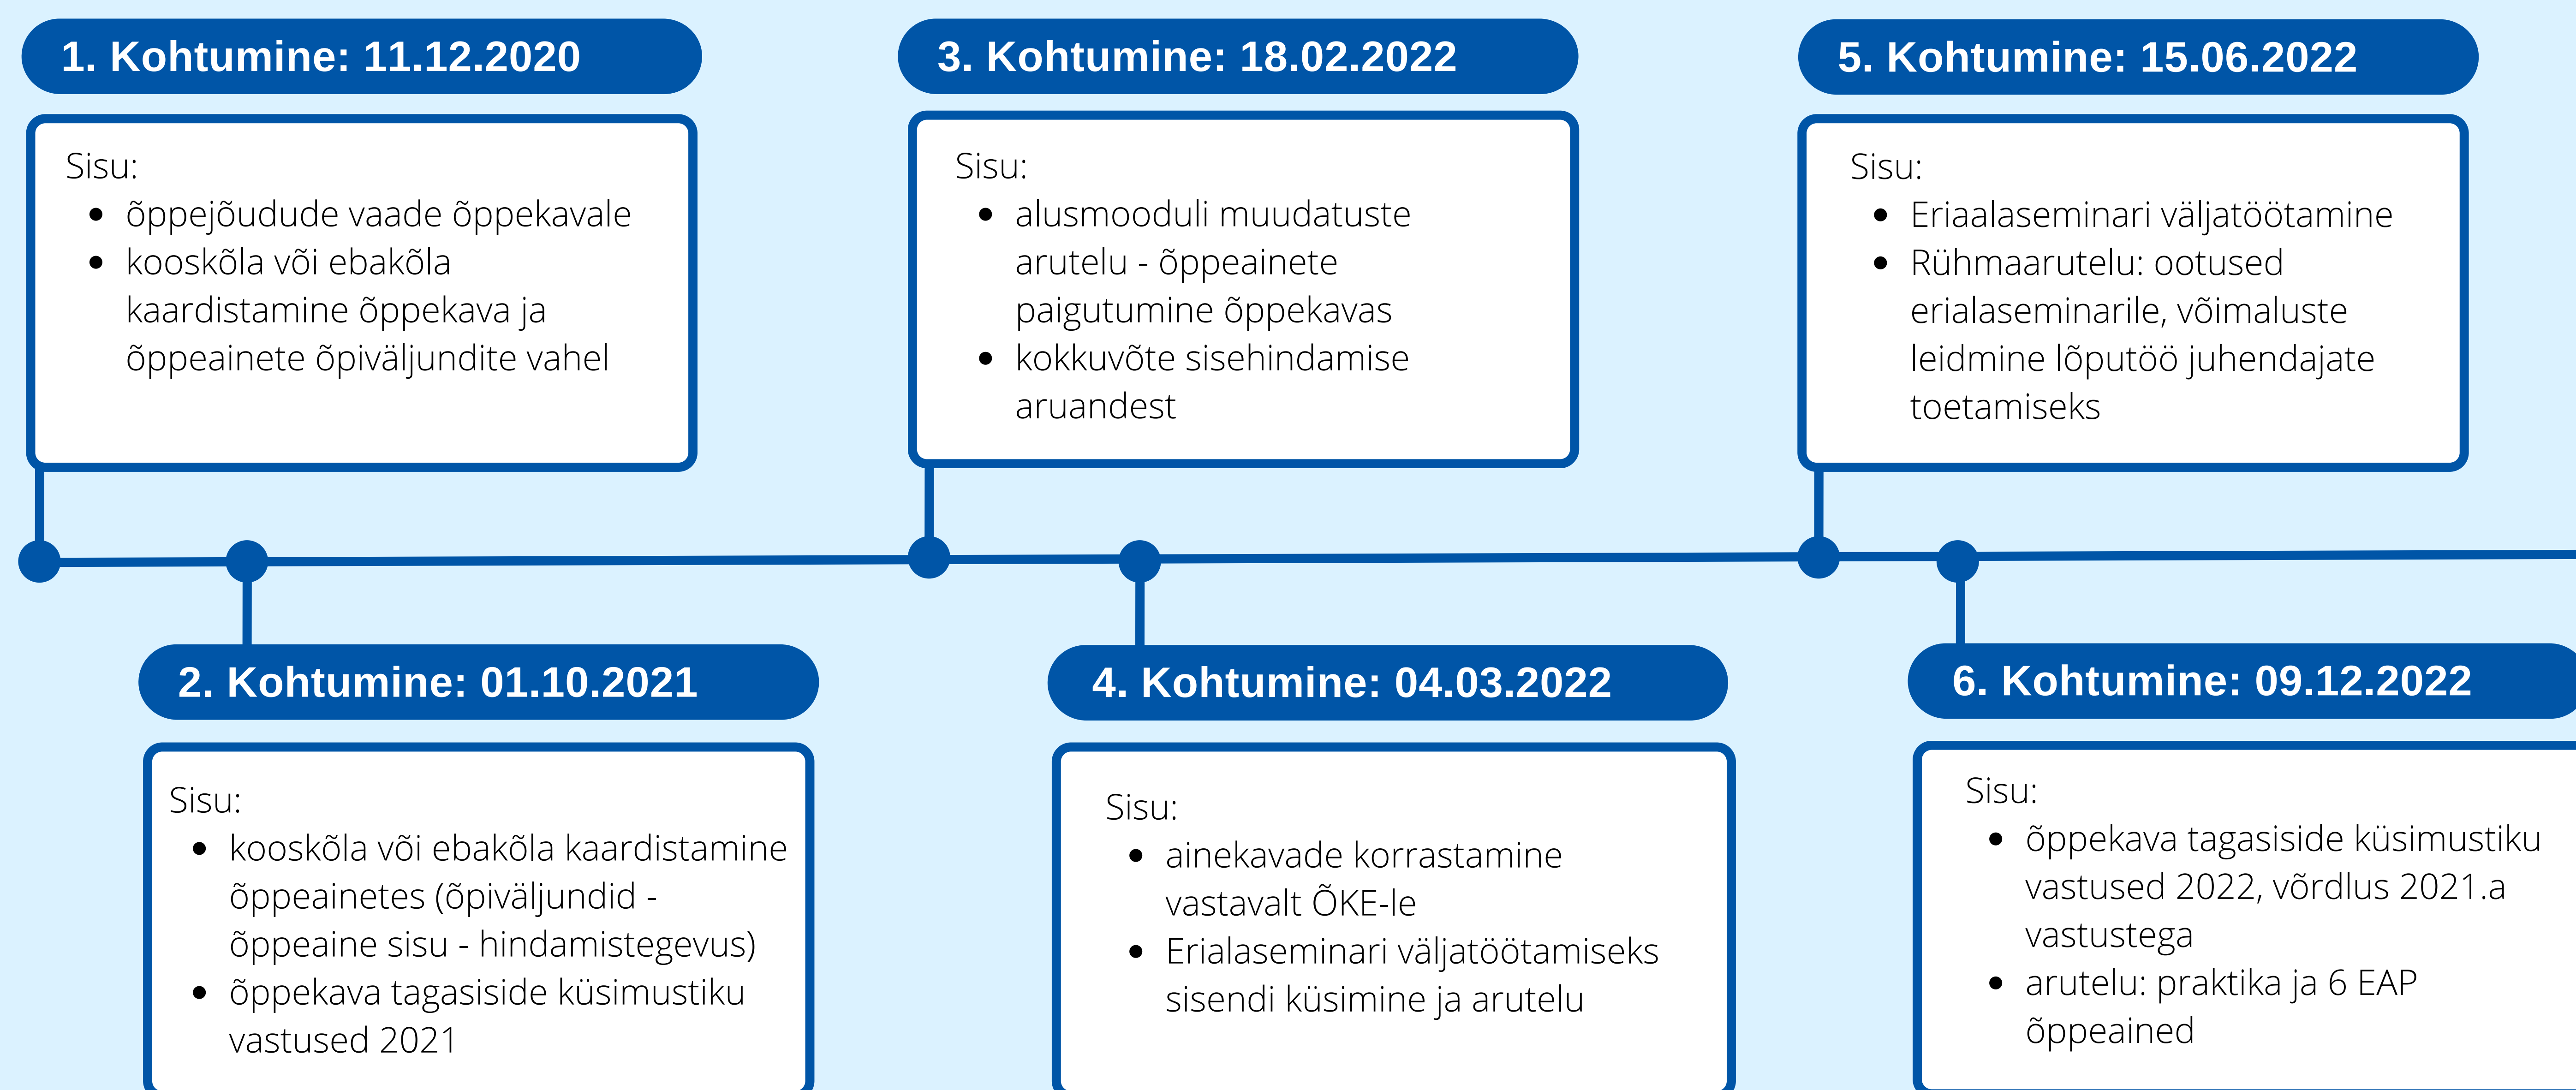 1. Kohtumine: 11.12.2020
Sisu:
• õppejõudude vaade õppekavale
• kooskõla või ebakõla
kaardistamine õppekava ja
õppeainete õpiväljundite vahel
2. Kohtumine: 01.10.2021
Sisu:
• kooskõla või ebakõla kaardistamine
õppeainetes (õpiväljundid -
õppeaine sisu - hindamistegevus)
• õppekava tagasiside küsimustiku
vastused 2021
3. Kohtumine: 18.02.2022
Sisu:
• alusmooduli muudatuste
arutelu - õppeainete
paigutumine õppekavas
• kokkuvõte sisehindamise
aruandest
4. Kohtumine: 04.03.2022
Sisu:
• ainekavade korrastamine
vastavalt ÕKE-le
• Erialaseminari väljatöötamiseks
sisendi küsimine ja arutelu
5. Kohtumine: 15.06.2022
Sisu:
• Eriaalaseminari väljatöötamine
• Rühmaarutelu: ootused
erialaseminarile, võimaluste
leidmine lõputöö juhendajate
toetamiseks
6. Kohtumine: 09.12.2022
Sisu:
• õppekava tagasiside küsimustiku
vastused 2022, võrdlus 2021.a
vastustega
• arutelu: praktika ja 6 EAP
õppeained